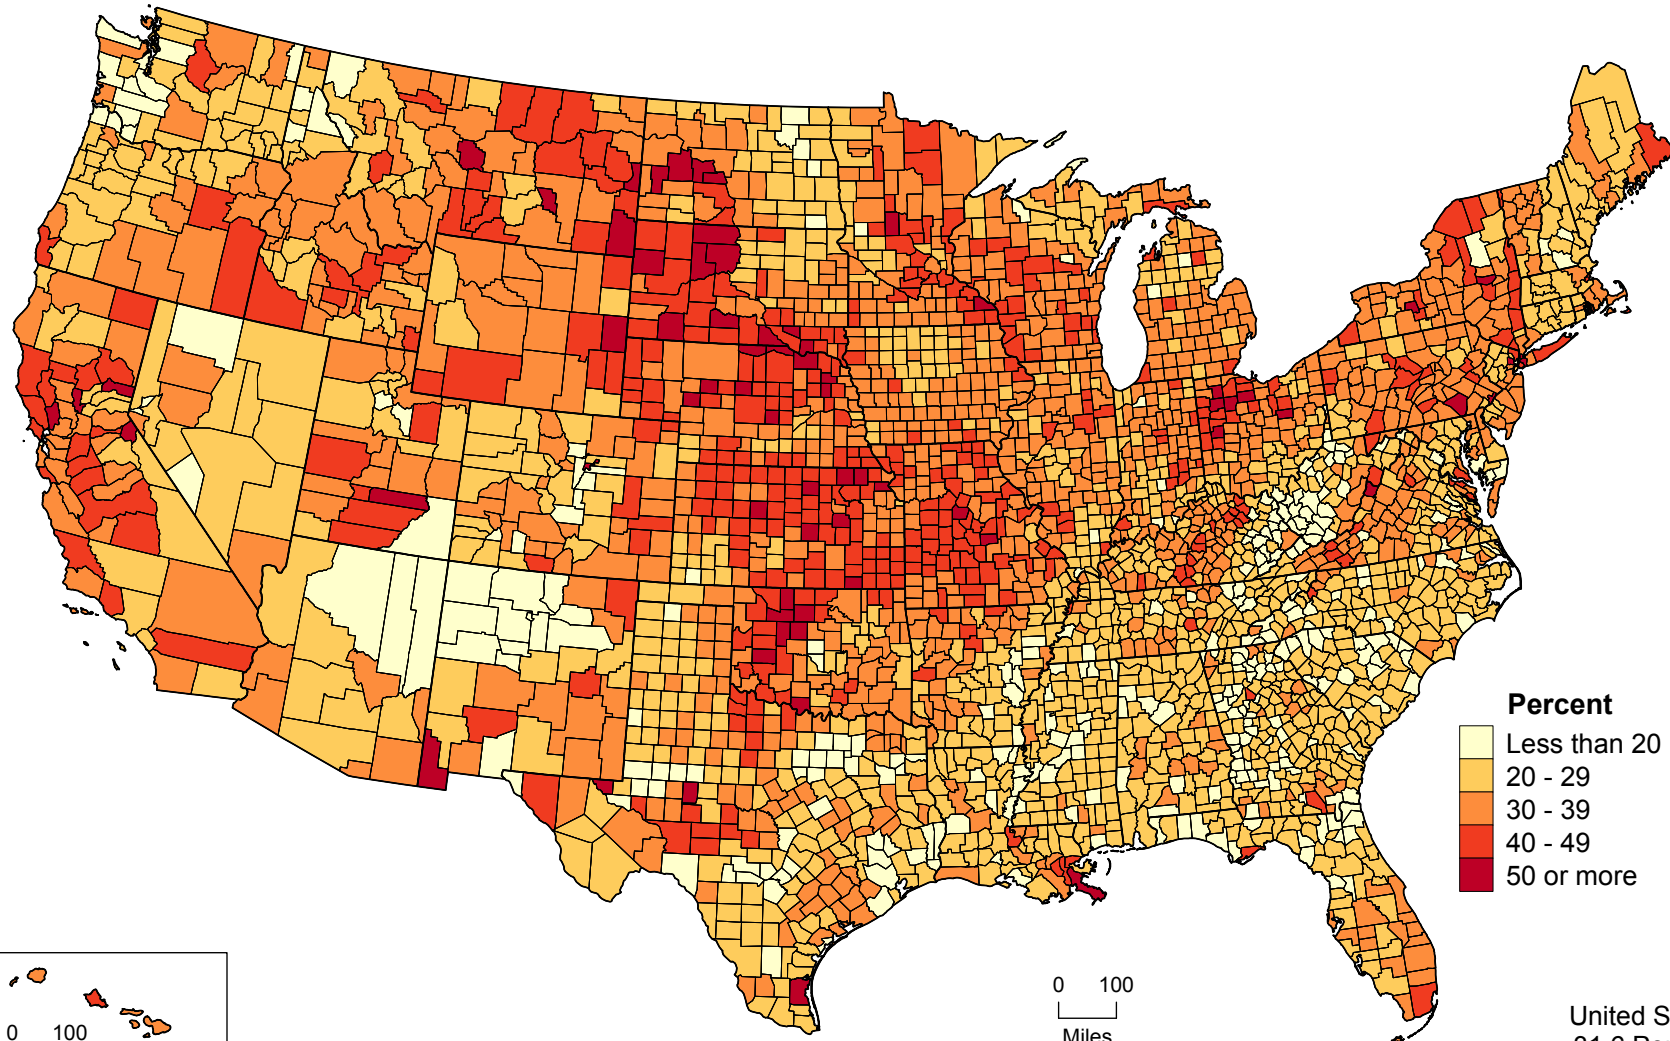 Percent
Less than 20
20 - 29
30 - 39
40 - 49
50 or more
0 100
Miles
0 100
United S